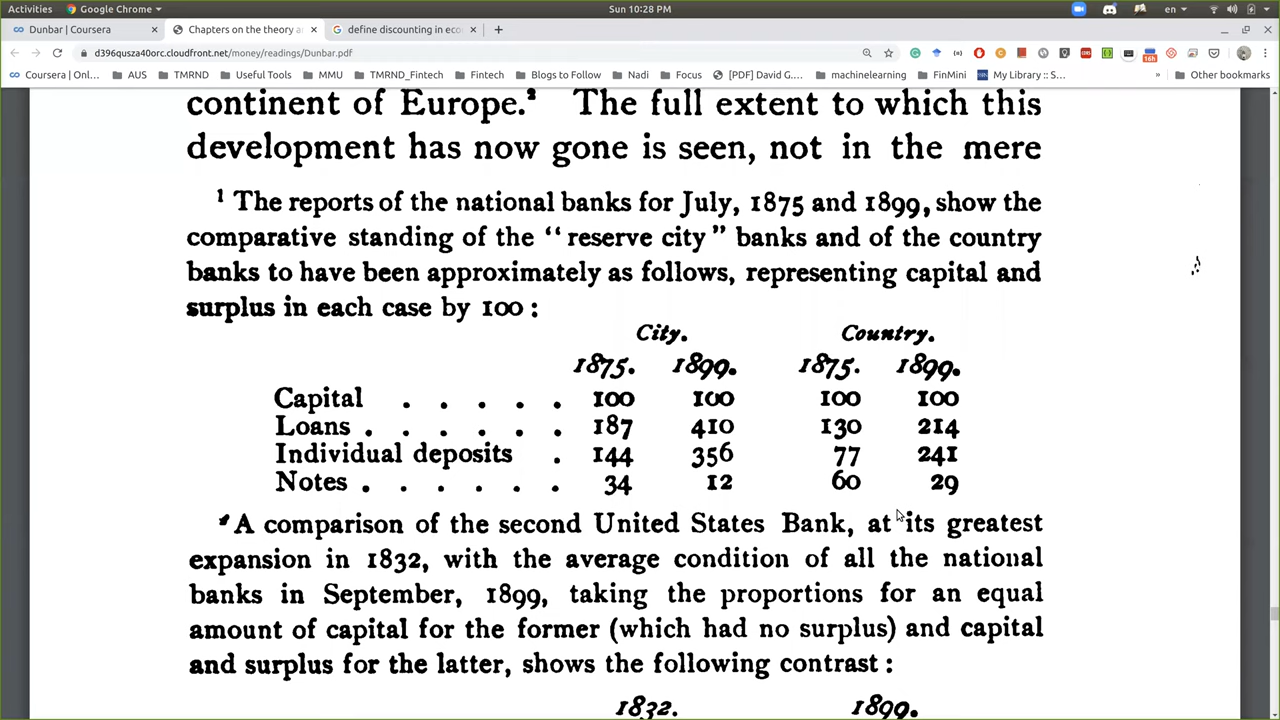 Activities Google Chrome Sun 10:28 PM en
Dunbar | Coursera × Chapters on the theory a × define discounting in eco × +
d396qusza40orc.cloudfront.net/money/readings/Dunbar.pdf
Coursera | Onl... AUS TMRND Useful Tools MMU TMRND_Fintech Fintech Blogs to Follow Nadi Focus [PDF] David G... machinelearning FinMini My Library :: S... » Other bookmarks
continent of Europe.² The full extent to which this
development has now gone is seen, not in the mere
¹ The reports of the national banks for July, 1875 and 1899, show the
comparative standing of the “reserve city” banks and of the country
banks to have been approximately as follows, representing capital and
surplus in each case by 100 :
City. Country.
1875. 1899. 1875. 1899.
Capital . . . . . 100 100 100 100
Loans . . . . . . 187 410 130 214
Individual deposits . 144 356 77 241
Notes . . . . . . 34 12 60 29
² A comparison of the second United States Bank, at its greatest
expansion in 1832, with the average condition of all the national
banks in September, 1899, taking the proportions for an equal
amount of capital for the former (which had no surplus) and capital
and surplus for the latter, shows the following contrast :
1832. 1899.